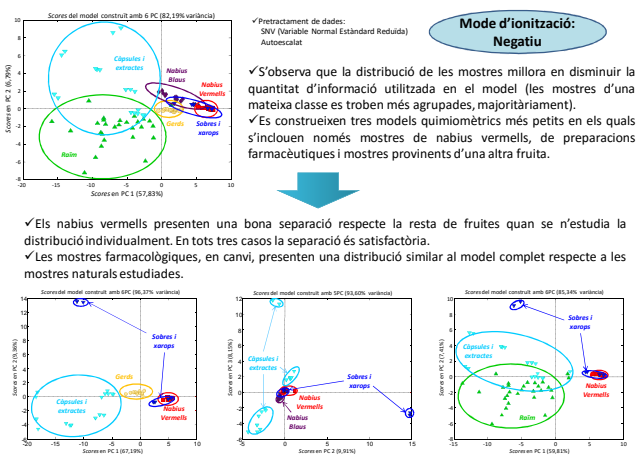 Scores del model construït amb 6 PC (82,19% variància)
Càpsules i
extractes
Nabius
Blaus
Nabius
Vermells
Gerds
Sobres i
xarops
Raïm
Scores en PC 2 (6,79%)
Scores en PC 1 (57,83%)
✓Pretractament de dades:
SNV (Variable Normal Estàndard Reduïda)
Autoescalat
Mode d'ionització:
Negatiu
✓S'observa que la distribució de les mostres millora en disminuir la
quantitat d'informació utilitzada en el model (les mostres d'una
mateixa classe es troben més agrupades, majoritàriament).
✓Es construeixen tres models quimiomètrics més petits en els quals
s'inclouen només mostres de nabius vermells, de preparacions
farmacèutiques i mostres provinents d'una altra fruita.
✓Els nabius vermells presenten una bona separació respecte la resta de fruites quan se n'estudia la
distribució individualment. En tots tres casos la separació és satisfactòria.
✓Les mostres farmacològiques, en canvi, presenten una distribució similar al model complet respecte a les
mostres naturals estudiades.
Scores del model construït amb 6PC (96,37% variància)
Sobres i
xarops
Gerds
Càpsules i
extractes
Nabius
Vermells
Scores en PC 1 (67,19%)
Scores del model construït amb 5PC (93,60% variància)
Càpsules i
extractes
Sobres i
xarops
Nabius
Vermells
Nabius
Blaus
Scores en PC 2 (9,91%)
Scores del model construït amb 6PC (85,34% variància)
Sobres i
xarops
Càpsules i
extractes
Nabius
Vermells
Raïm
Scores en PC 2 (7,41%)
Scores en PC 1 (59,81%)